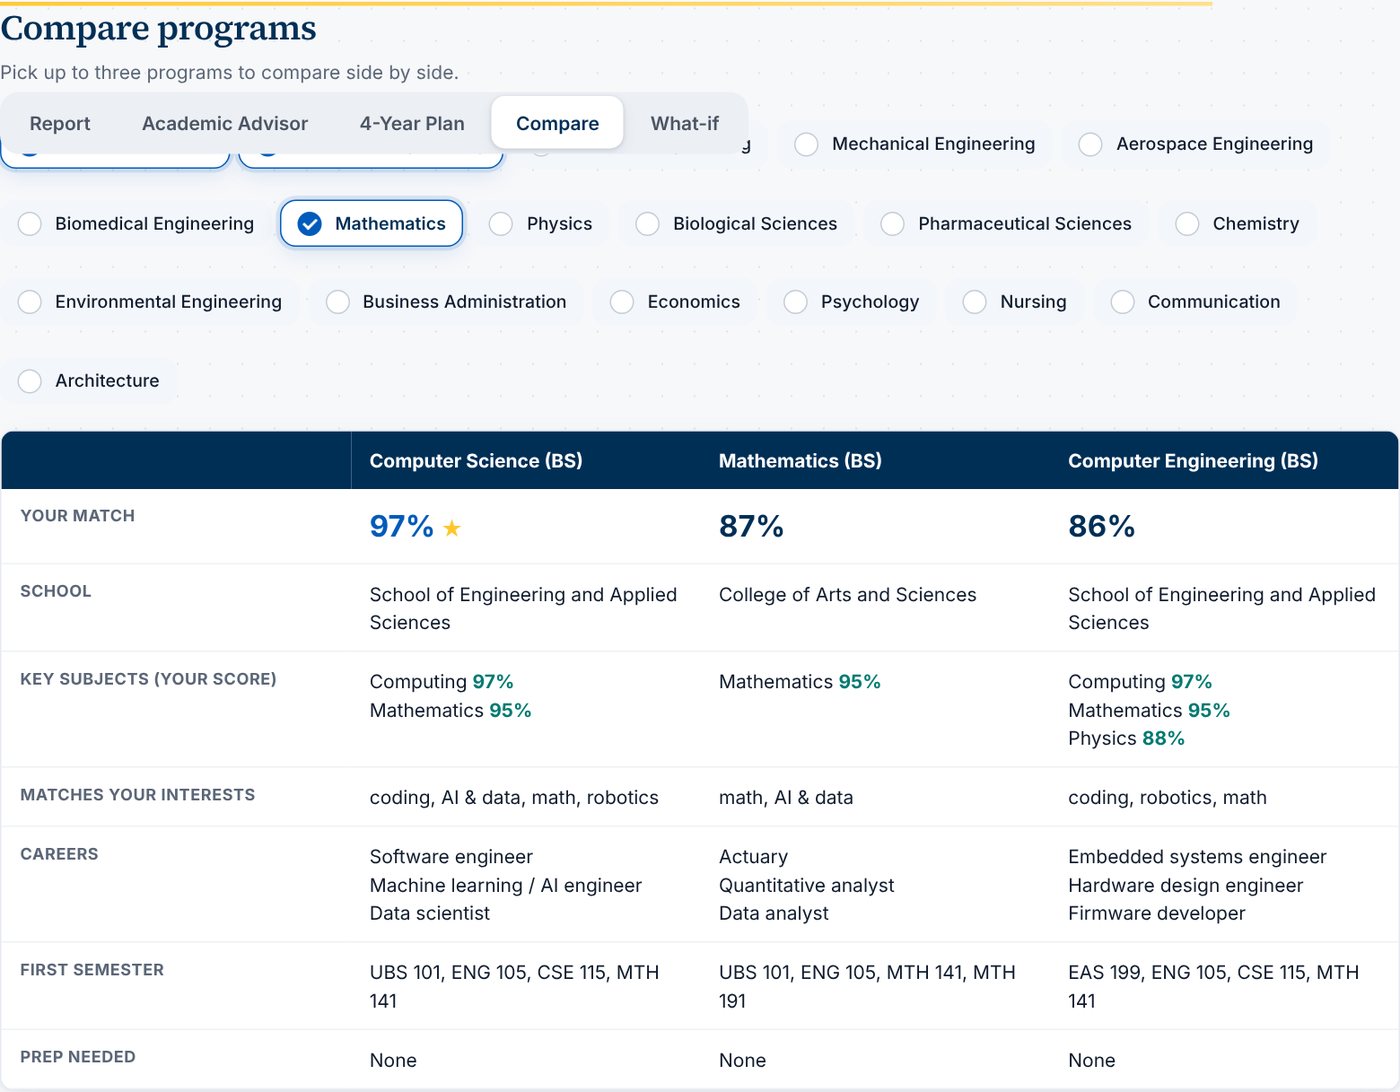 Compare programs
Pick up to three programs to compare side by side.
Report Academic Advisor 4-Year Plan Compare What-if
Mechanical Engineering Aerospace Engineering
Biomedical Engineering Mathematics Physics Biological Sciences Pharmaceutical Sciences Chemistry
Environmental Engineering Business Administration Economics Psychology Nursing Communication
Architecture
Computer Science (BS) Mathematics (BS) Computer Engineering (BS)
YOUR MATCH 97% ★ 87% 86%
SCHOOL School of Engineering and Applied College of Arts and Sciences School of Engineering and Applied
Sciences Sciences
KEY SUBJECTS (YOUR SCORE) Computing 97% Mathematics 95% Computing 97%
Mathematics 95% Mathematics 95%
Physics 88%
MATCHES YOUR INTERESTS coding, AI & data, math, robotics math, AI & data coding, robotics, math
CAREERS Software engineer Actuary Embedded systems engineer
Machine learning / AI engineer Quantitative analyst Hardware design engineer
Data scientist Data analyst Firmware developer
FIRST SEMESTER UBS 101, ENG 105, CSE 115, MTH UBS 101, ENG 105, MTH 141, MTH EAS 199, ENG 105, CSE 115, MTH
141 191 141
PREP NEEDED None None None